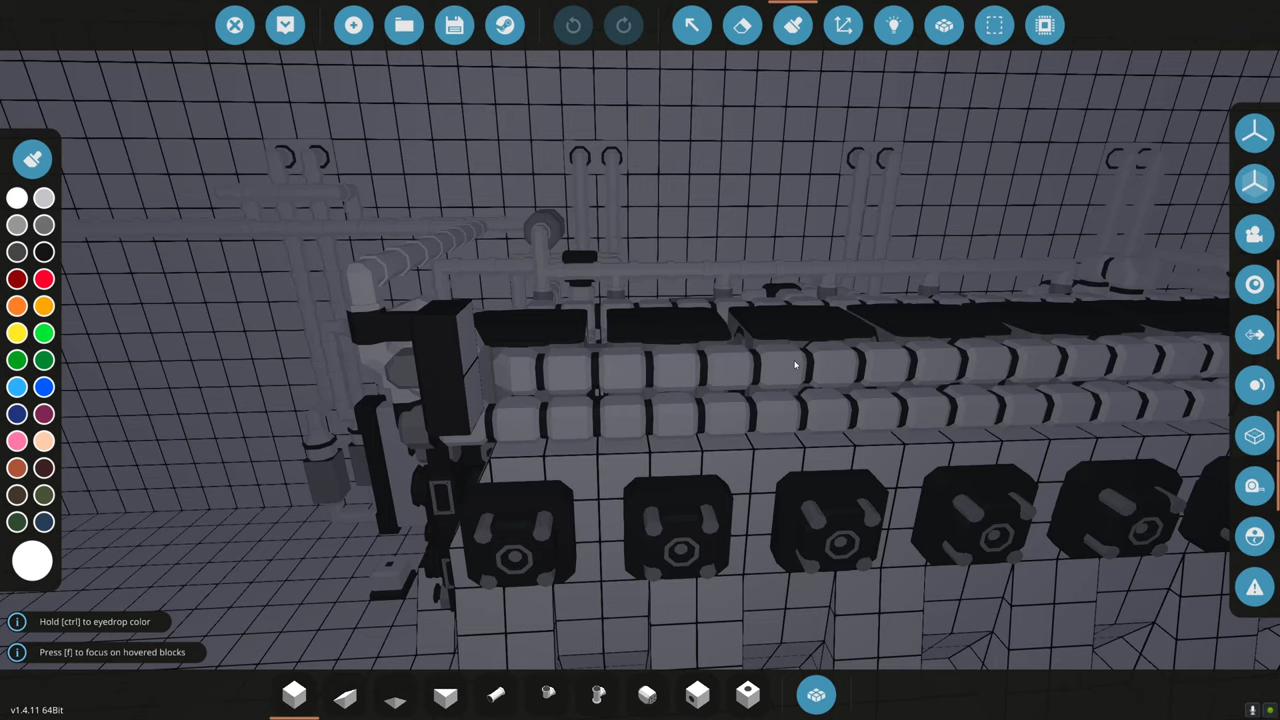 Hold [ctrl] to eyedrop color
Press [f] to focus on hovered blocks
v1.4.11 64Bit